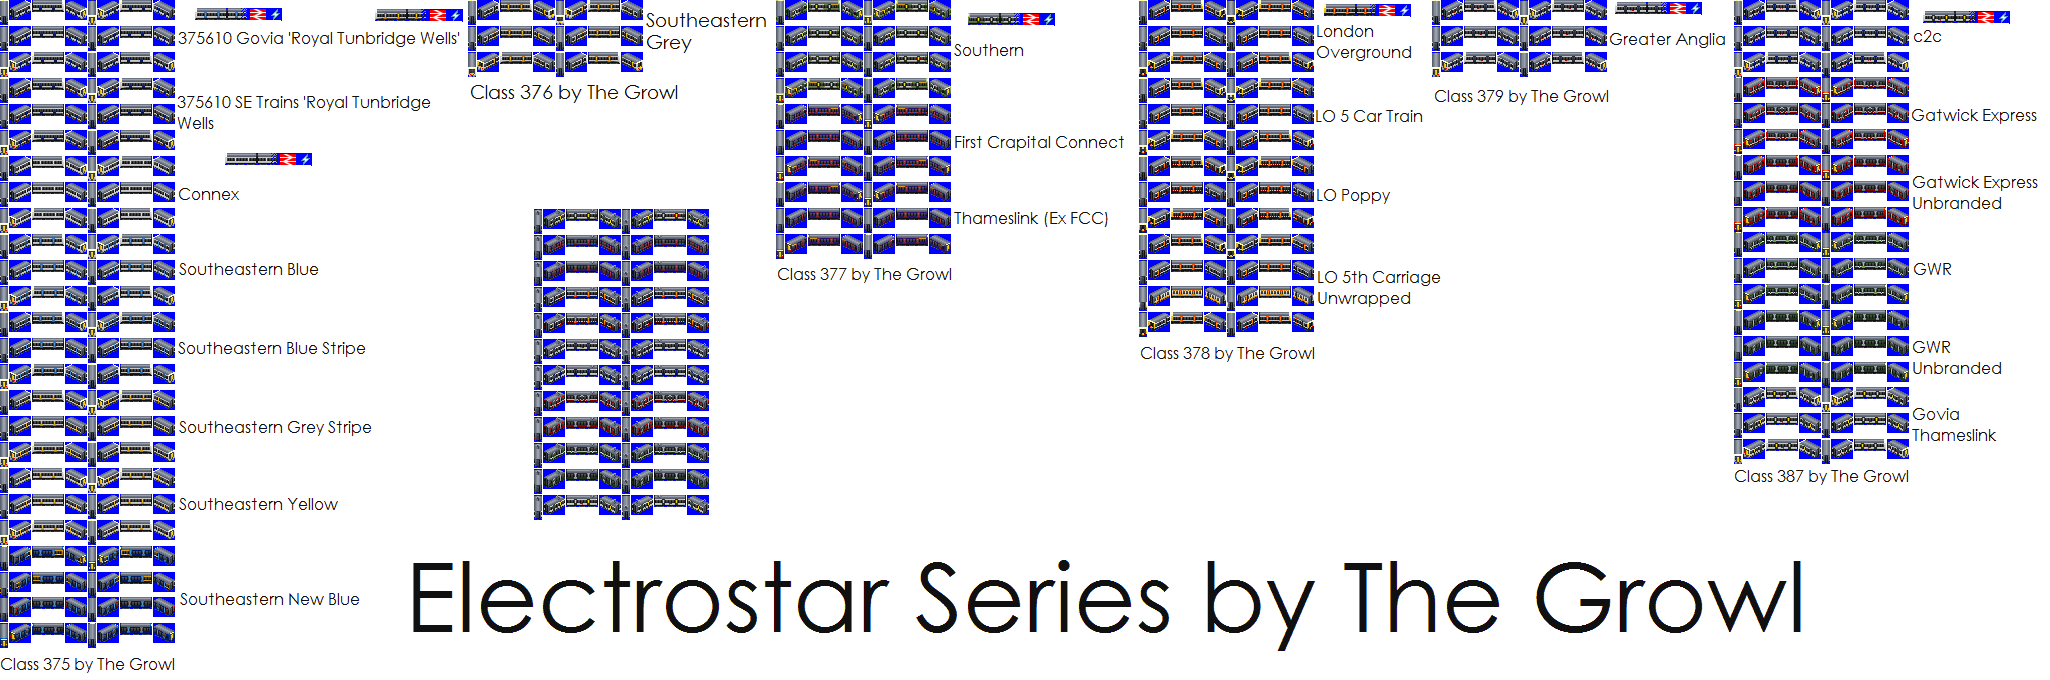 375610 Govia 'Royal Tunbridge Wells'
375610 SE Trains 'Royal Tunbridge
Wells
Connex
Southeastern Blue
Southeastern Blue Stripe
Southeastern Grey Stripe
Southeastern Yellow
Southeastern New Blue
Class 375 by The Growl
Southeastern
Grey
Class 376 by The Growl
Southern
First Crapital Connect
Thameslink (Ex FCC)
Class 377 by The Growl
London
Overground
LO 5 Car Train
LO Poppy
LO 5th Carriage
Unwrapped
Class 378 by The Growl
Greater Anglia
Class 379 by The Growl
c2c
Gatwick Express
Gatwick Express
Unbranded
GWR
GWR
Unbranded
Govia
Thameslink
Class 387 by The Growl
Electrostar Series by The Growl